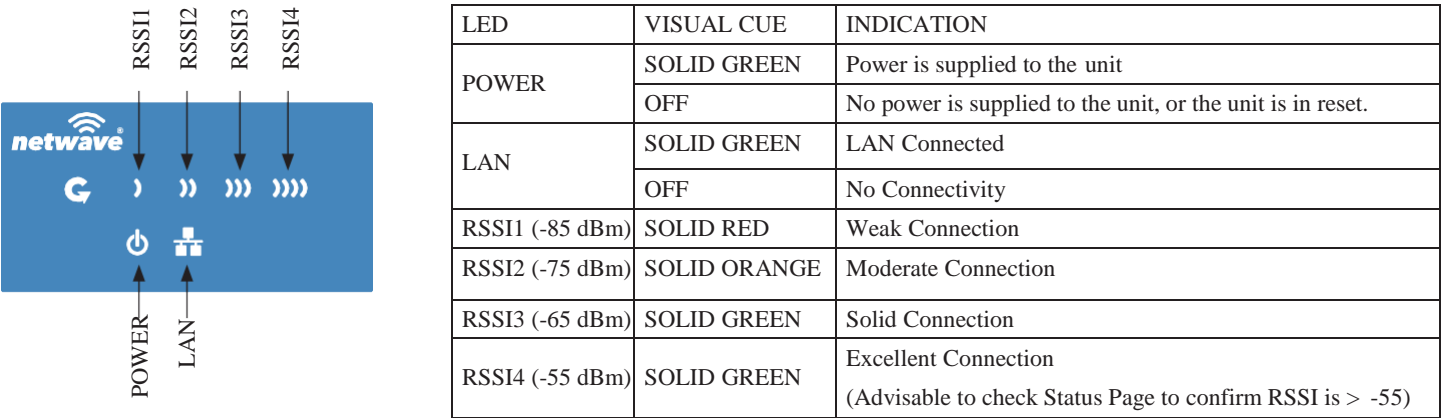 RSSI1
RSSI2
RSSI3
RSSI4
netwave®
POWER
LAN
LED VISUAL CUE INDICATION
POWER SOLID GREEN Power is supplied to the unit
OFF No power is supplied to the unit, or the unit is in reset.
LAN SOLID GREEN LAN Connected
OFF No Connectivity
RSSI1 (-85 dBm) SOLID RED Weak Connection
RSSI2 (-75 dBm) SOLID ORANGE Moderate Connection
RSSI3 (-65 dBm) SOLID GREEN Solid Connection
RSSI4 (-55 dBm) SOLID GREEN Excellent Connection
(Advisable to check Status Page to confirm RSSI is > -55)